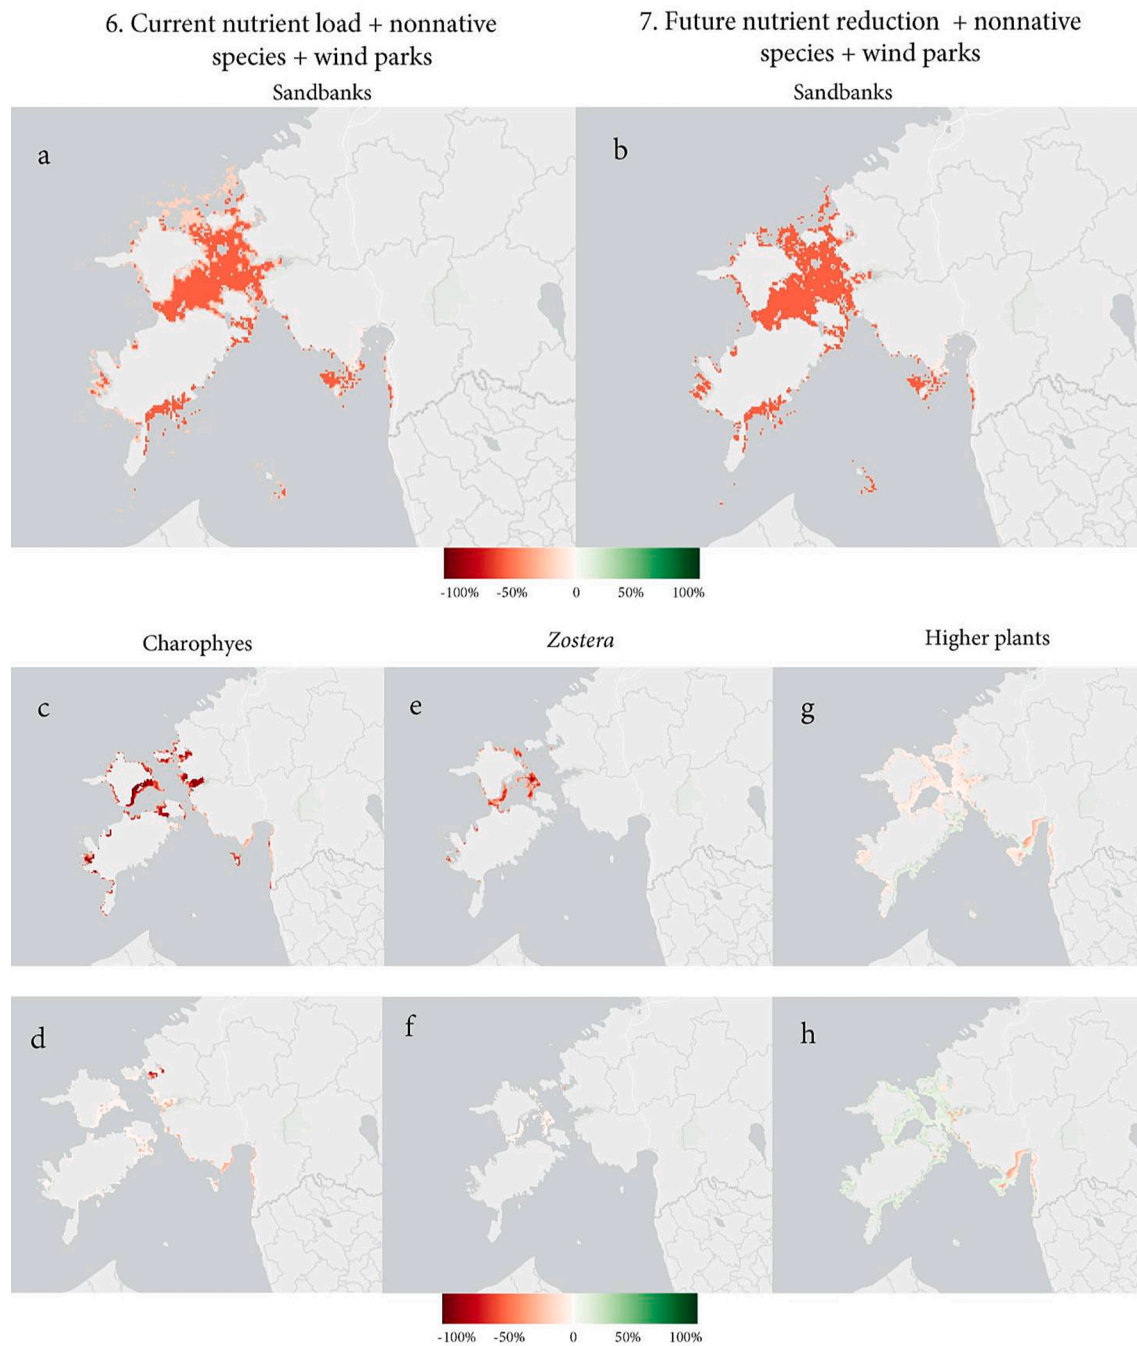 6. Current nutrient load + nonnative
species + wind parks
7. Future nutrient reduction + nonnative
species + wind parks
Sandbanks
Sandbanks
a
b
-100% -50% 0 50% 100%
Charophyes
Zostera
Higher plants
c
e
g
d
f
h
-100% -50% 0 50% 100%